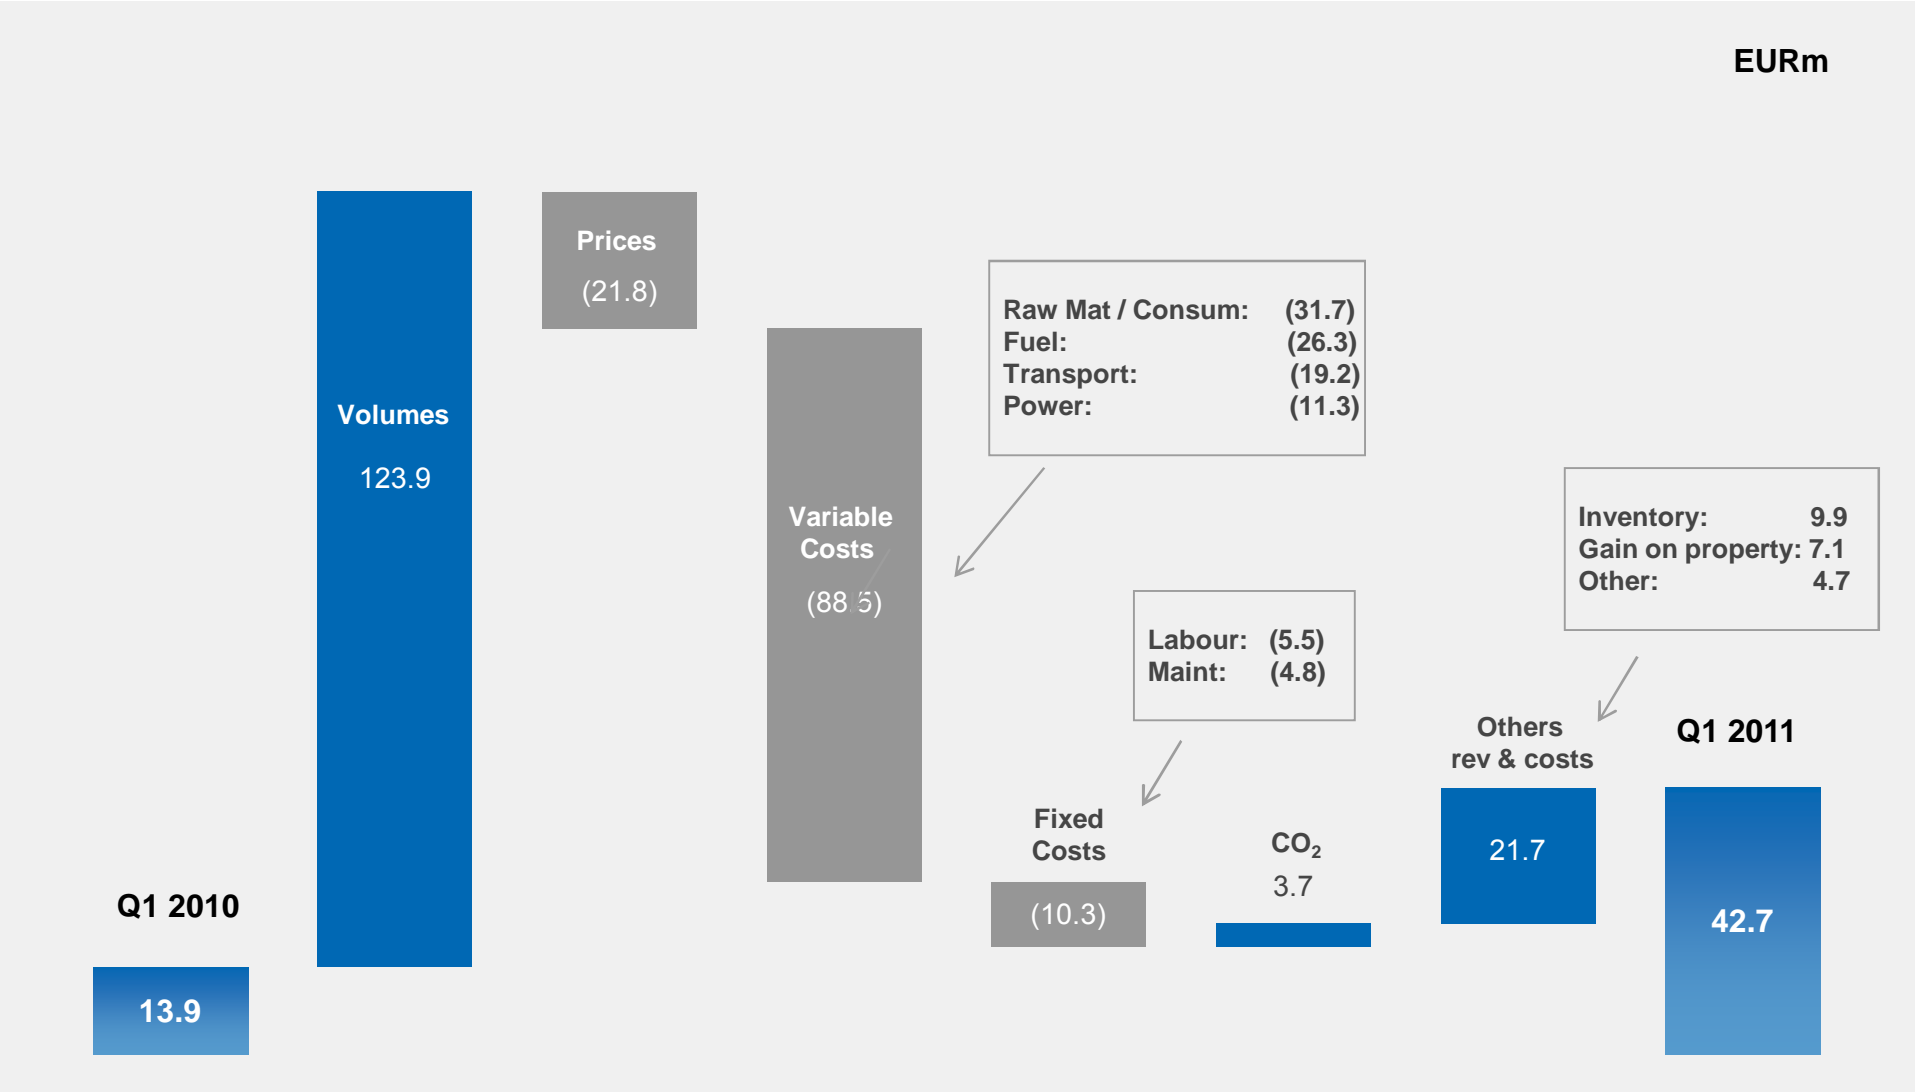 EURm
Q1 2010
13.9
Volumes
123.9
Prices
(21.8)
Variable
Costs
(88.5)
Raw Mat / Consum: (31.7)
Fuel: (26.3)
Transport: (19.2)
Power: (11.3)
Fixed
Costs
(10.3)
Labour: (5.5)
Maint: (4.8)
CO₂
3.7
Others
rev & costs
21.7
Inventory: 9.9
Gain on property: 7.1
Other: 4.7
Q1 2011
42.7